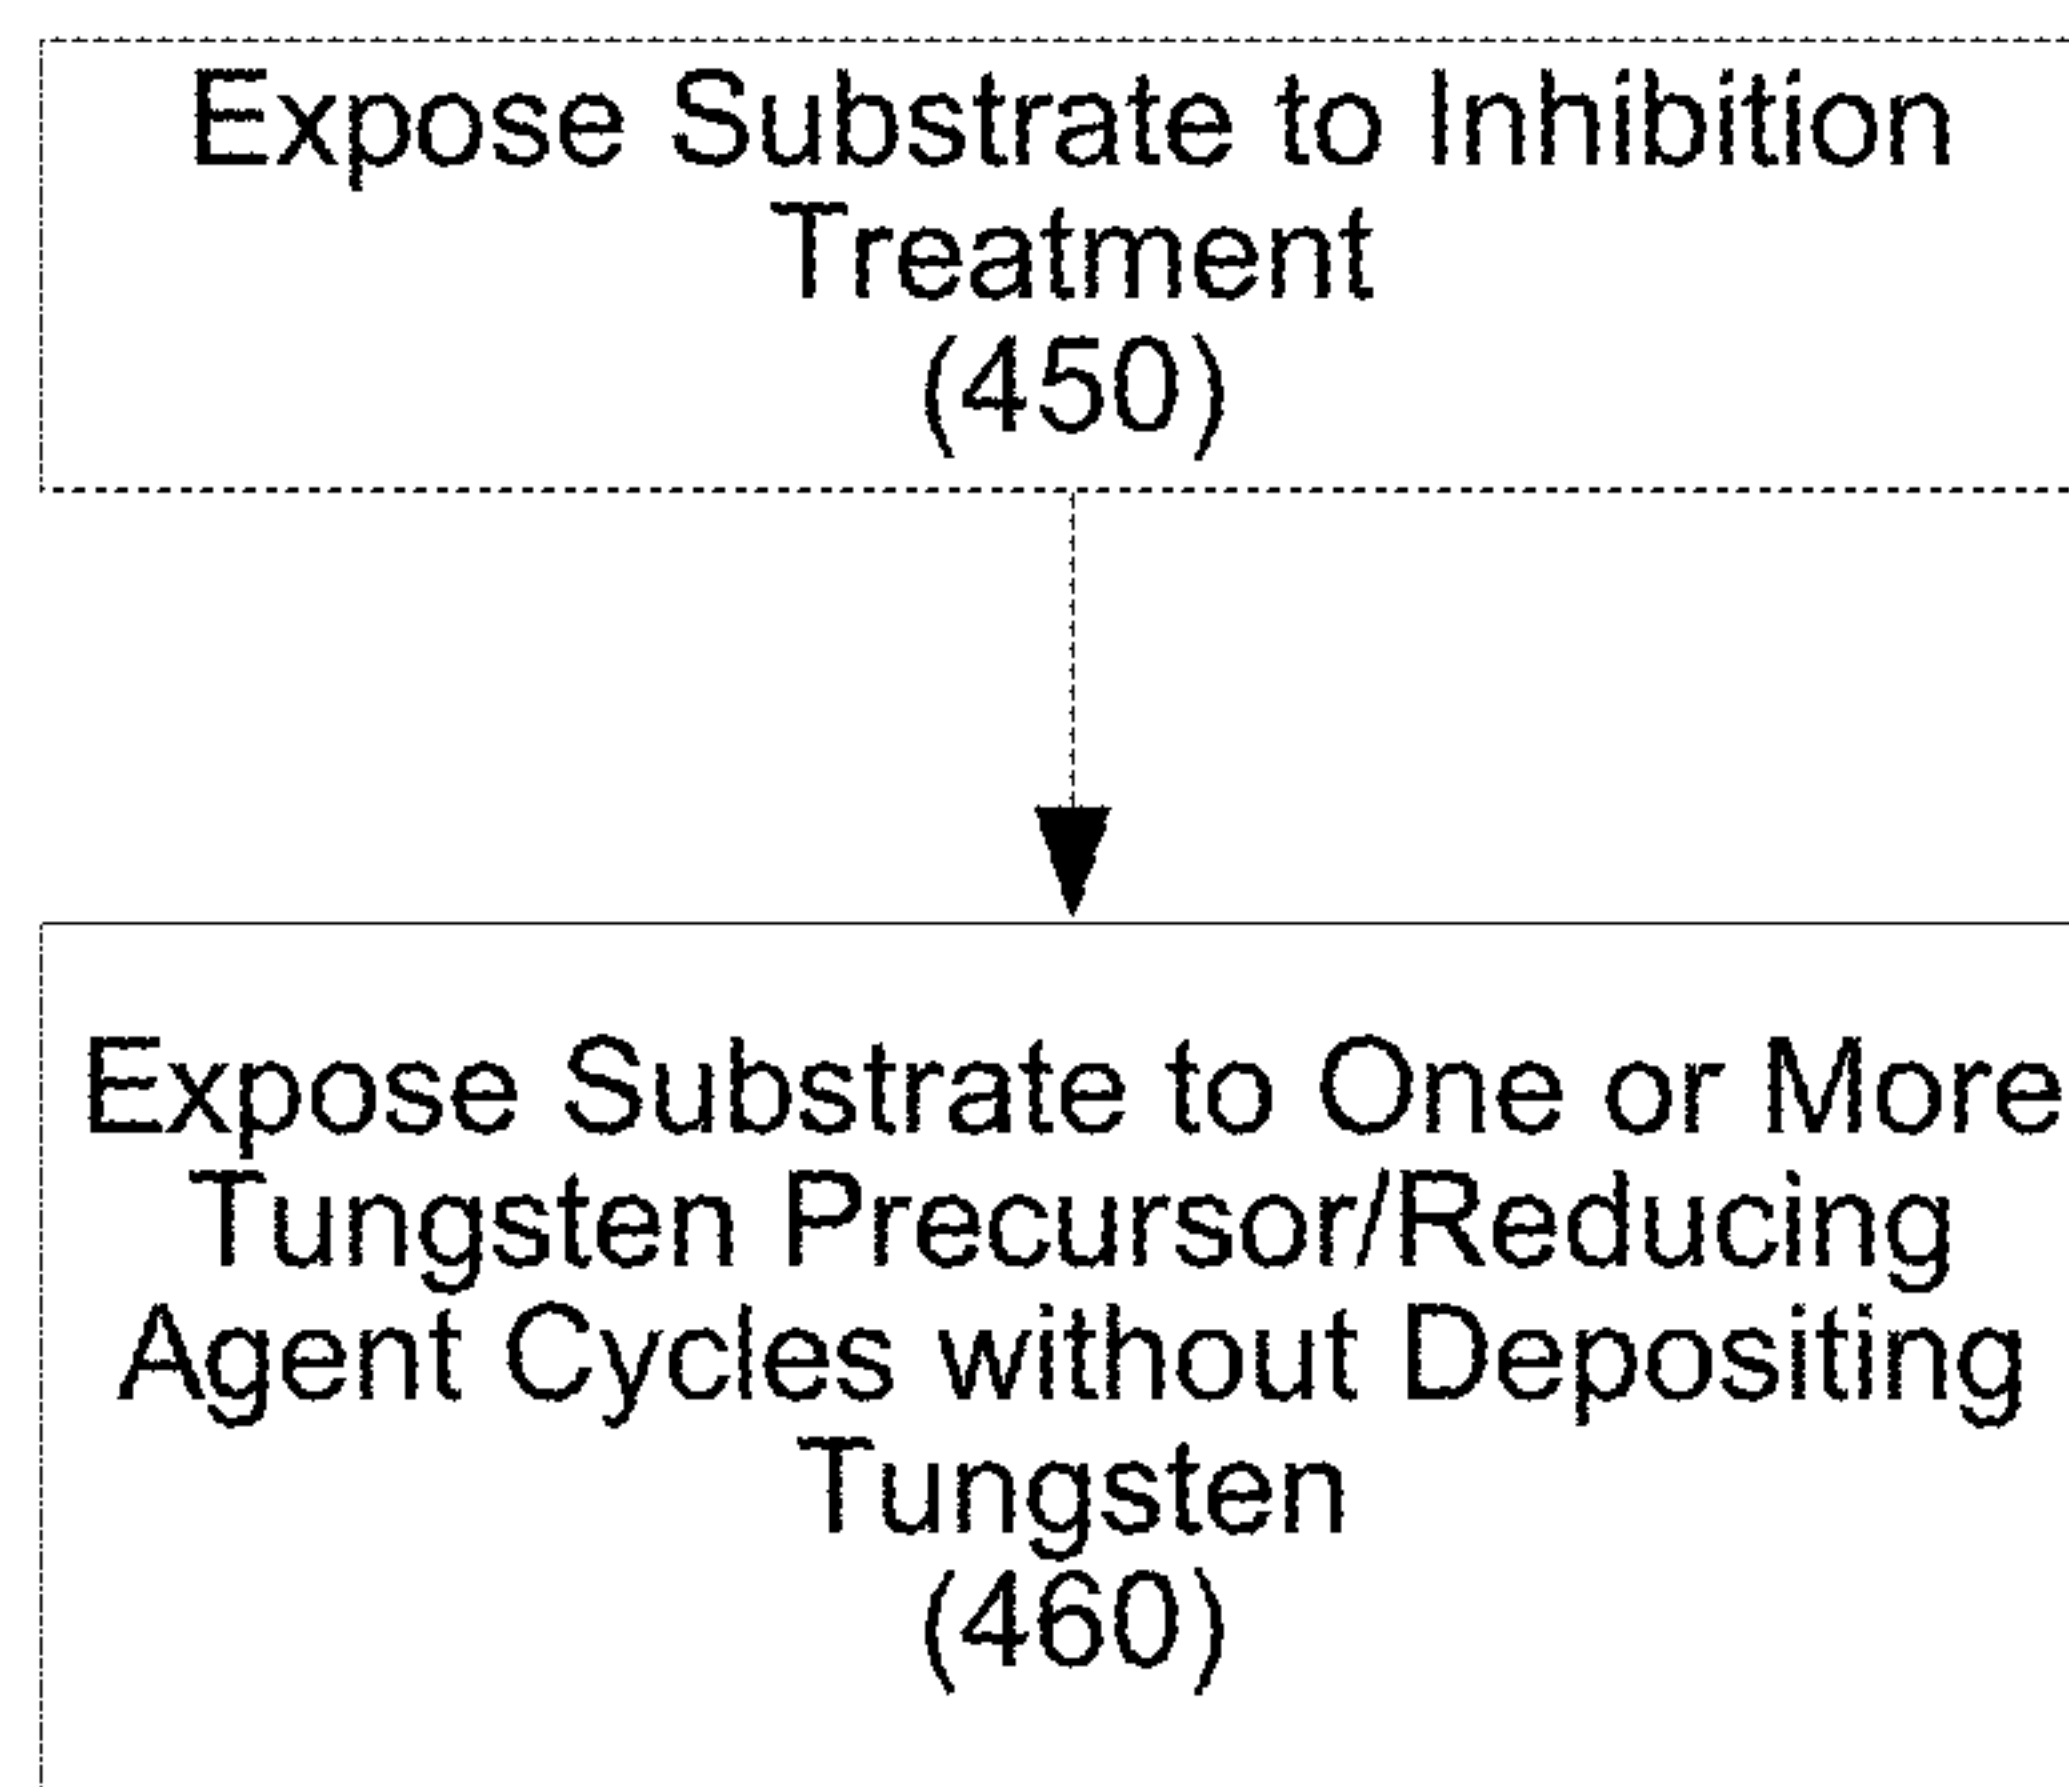 Expose Substrate to Inhibition
Treatment
(450)
Expose Substrate to One or More
Tungsten Precursor/Reducing
Agent Cycles without Depositing
Tungsten
(460)